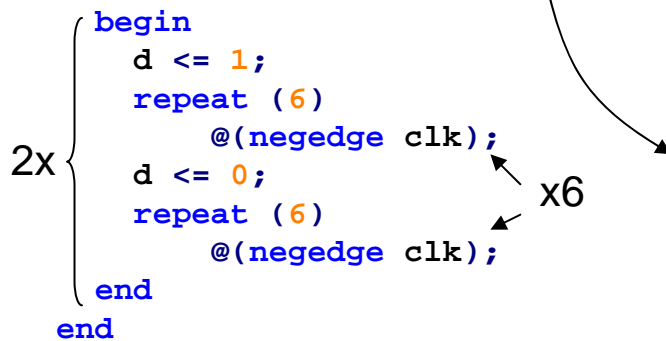 begin
d <= 1;
repeat (6)
@(negedge clk);
2x
d <= 0;
x6
repeat (6)
@(negedge clk);
end
end